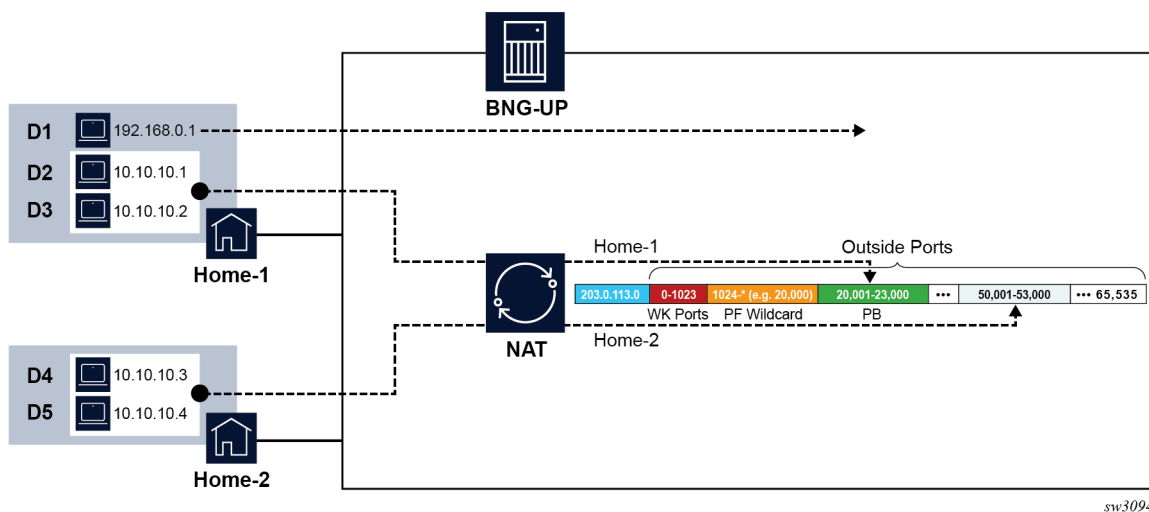 BNG-UP
D1 192.168.0.1
D2 10.10.10.1
D3 10.10.10.2
Home-1
Home-1
Outside Ports
203.0.113.0 0-1023 1024-* (e.g. 20,000) 20,001-23,000 ••• 50,001-53,000 ••• 65,535
WK Ports PF Wildcard PB
NAT
Home-2
D4 10.10.10.3
D5 10.10.10.4
Home-2
sw3094